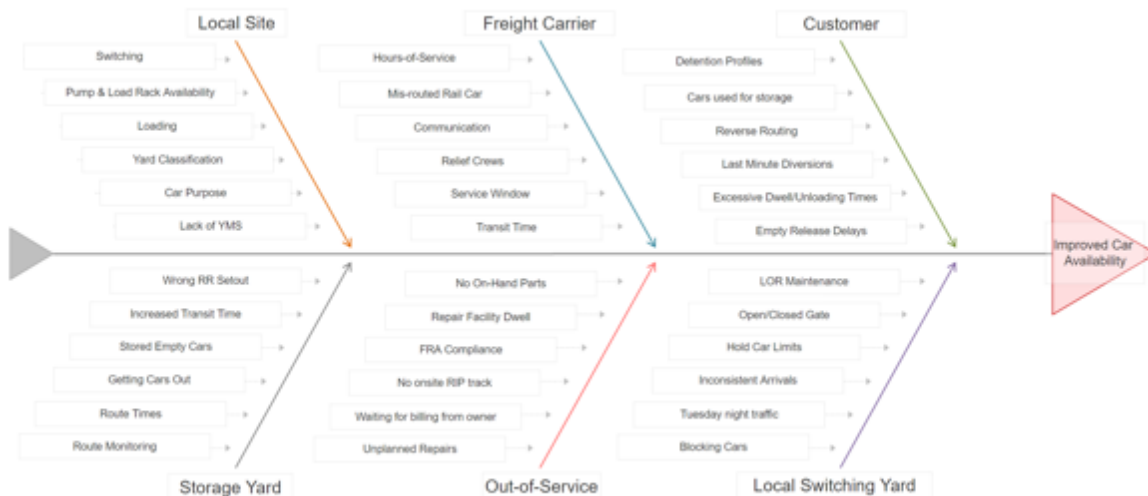 Local Site
Freight Carrier
Customer
Switching
Pump & Load Rack Availability
Loading
Yard Classification
Car Purpose
Lack of YMS
Hours-of-Service
Mis-routed Rail Car
Communication
Relief Crews
Service Window
Transit Time
Detention Profiles
Cars used for storage
Reverse Routing
Last Minute Diversions
Excessive Dwell/Unloading Times
Empty Release Delays
Improved Car
Availability
Wrong RR Setout
Increased Transit Time
Stored Empty Cars
Getting Cars Out
Route Times
Route Monitoring
No On-Hand Parts
Repair Facility Dwell
FRA Compliance
No onsite RIP track
Waiting for billing from owner
Unplanned Repairs
LOR Maintenance
Open/Closed Gate
Hold Car Limits
Inconsistent Arrivals
Tuesday night traffic
Blocking Cars
Storage Yard
Out-of-Service
Local Switching Yard